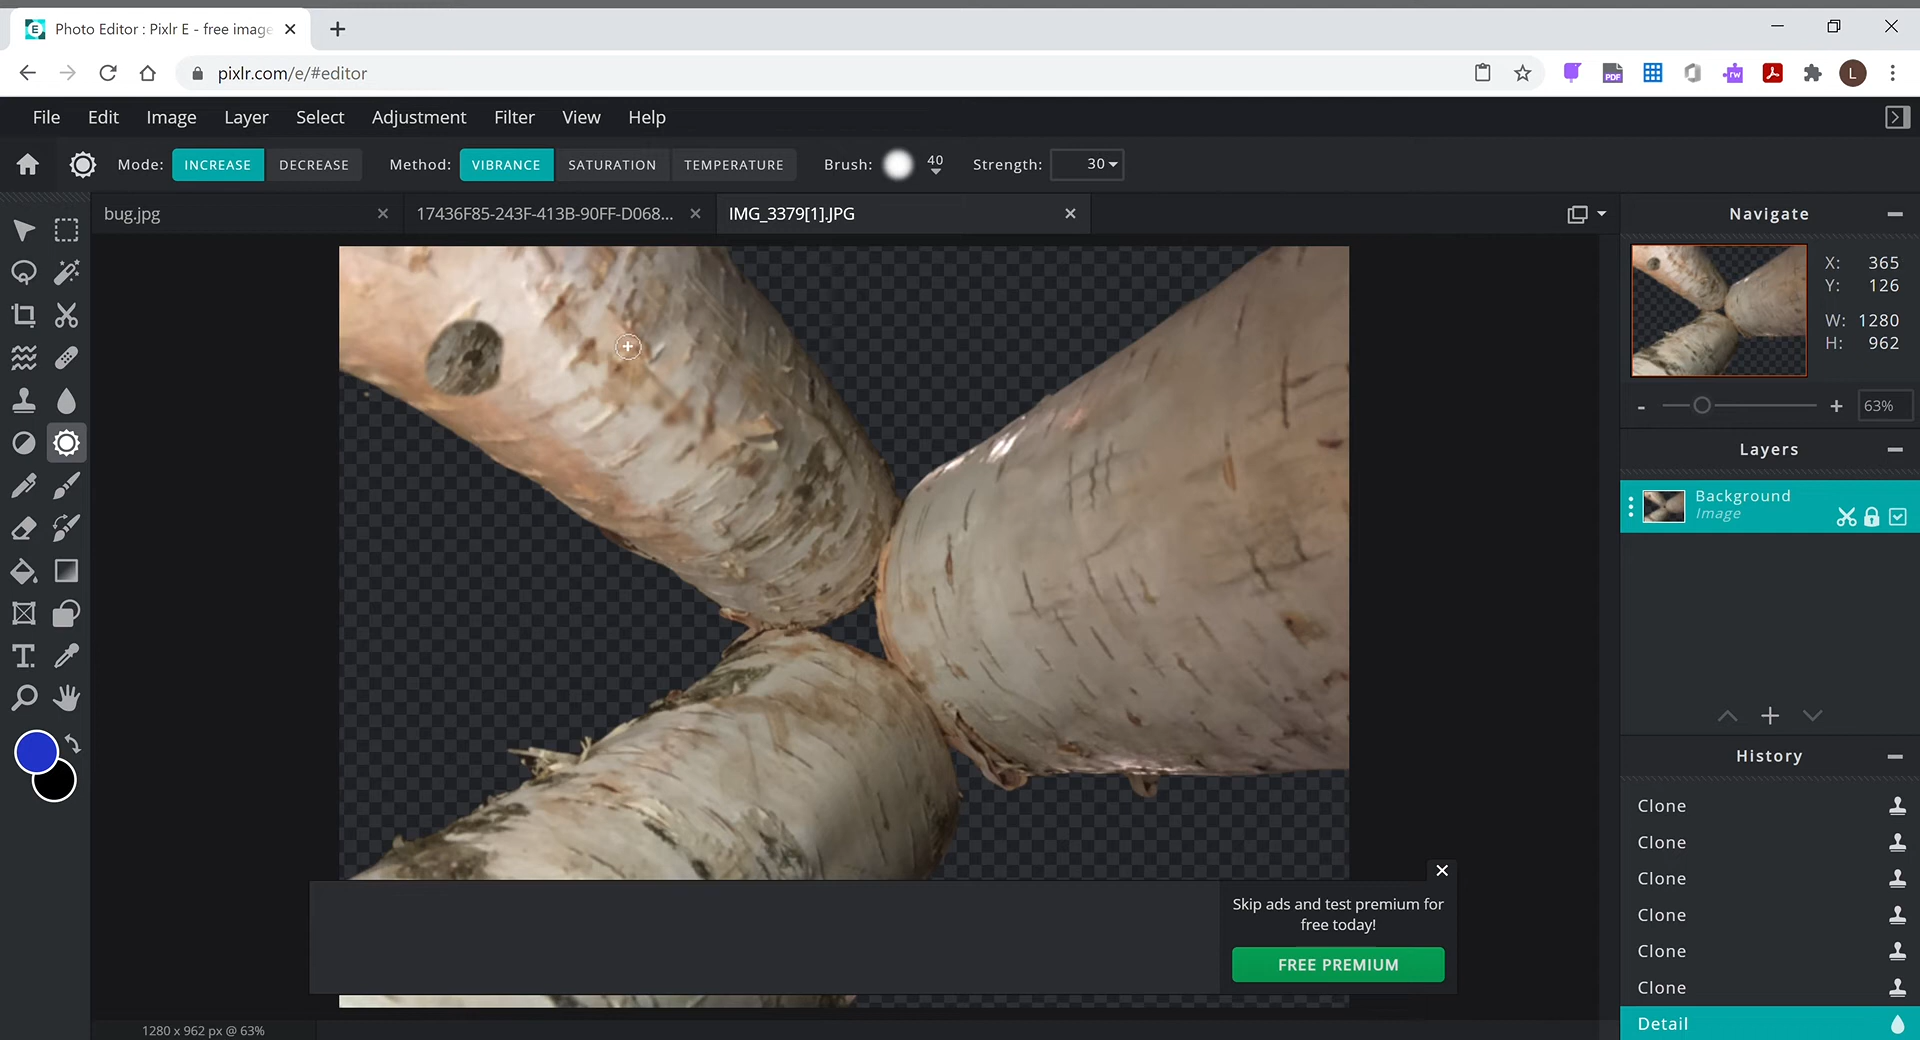 Photo Editor : Pixlr E - free image
pixlr.com/e/#editor
PDF
rw
L
File Edit Image Layer Select Adjustment Filter View Help
Mode: INCREASE DECREASE Method: VIBRANCE SATURATION TEMPERATURE Brush: 40 Strength: 30
bug.jpg 17436F85-243F-413B-90FF-D068... IMG_3379[1].JPG
Navigate
X: 365
Y: 126
W: 1280
H: 962
- + 63%
Layers
Background
Image
History
Clone
Clone
Clone
Clone
Clone
Clone
Detail
Skip ads and test premium for
free today!
FREE PREMIUM
1280 x 962 px @ 63%